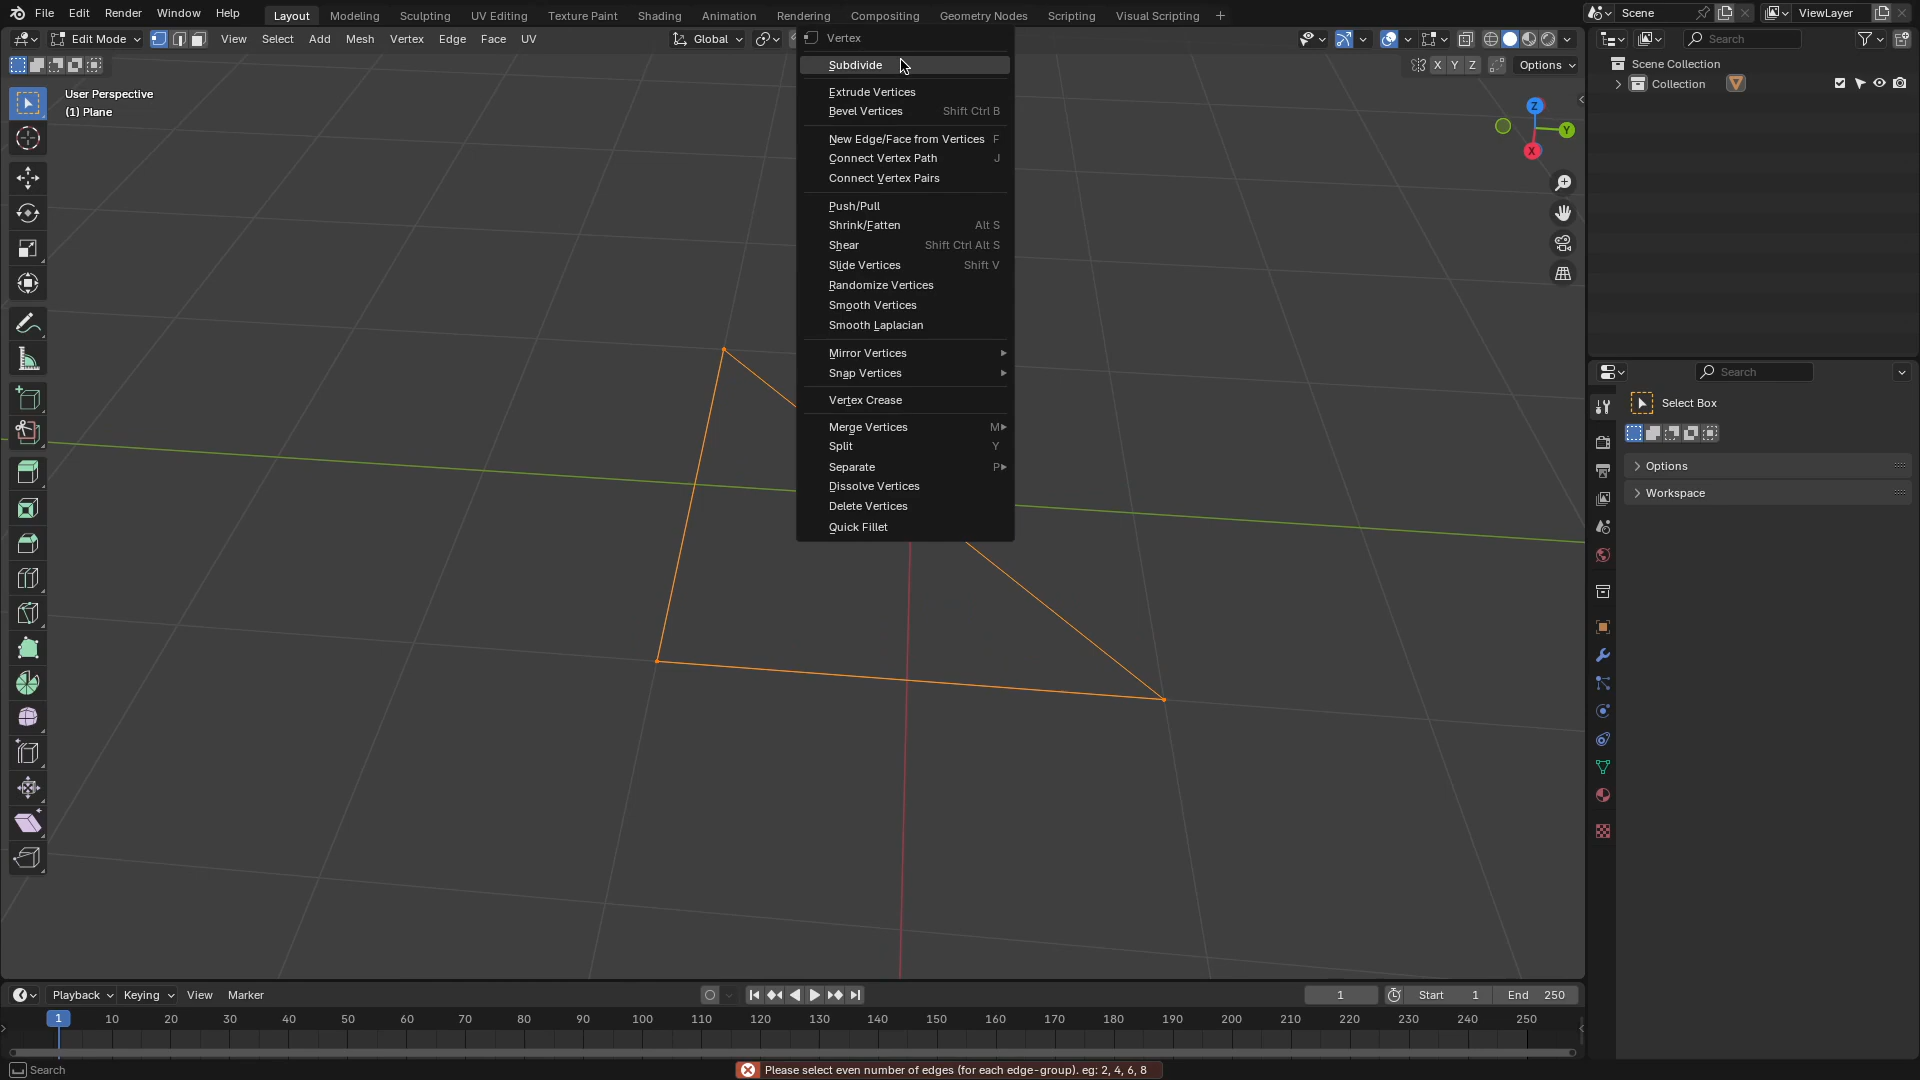 File Edit Render Window Help Layout Modeling Sculpting UV Editing Texture Paint Shading Animation Rendering Compositing Geometry Nodes Scripting Visual Scripting + Scene ViewLayer
Edit Mode View Select Add Mesh Vertex Edge Face UV Global Search
Vertex
Subdivide
Extrude Vertices
Bevel Vertices Shift Ctrl B
New Edge/Face from Vertices F
Connect Vertex Path J
Connect Vertex Pairs
Push/Pull
Shrink/Fatten Alt S
Shear Shift Ctrl Alt S
Slide Vertices Shift V
Randomize Vertices
Smooth Vertices
Smooth Laplacian
Mirror Vertices
Snap Vertices
Vertex Crease
Merge Vertices M
Split Y
Separate P
Dissolve Vertices
Delete Vertices
Quick Fillet
X Y Z Options
User Perspective
(1) Plane
Z
Y
X
Scene Collection
Collection
Search
Select Box
Options
Workspace
Playback Keying View Marker 1 Start 1 End 250
1 10 20 30 40 50 60 70 80 90 100 110 120 130 140 150 160 170 180 190 200 210 220 230 240 250
Search Please select even number of edges (for each edge-group). eg: 2, 4, 6, 8